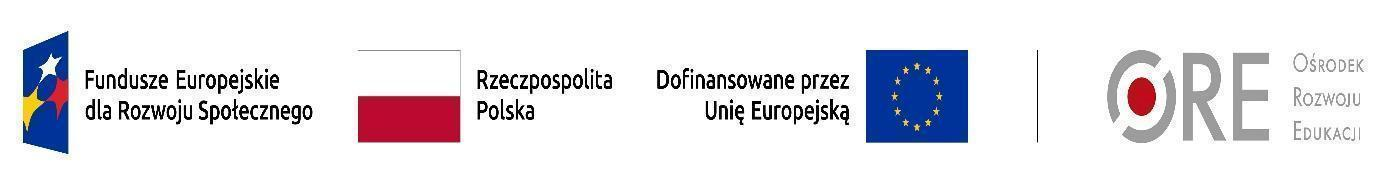 Fundusze Europejskie
dla Rozwoju Społecznego
Rzeczpospolita
Polska
Dofinansowane przez
Unię Europejską
ORE
Ośrodek
Rozwoju
Edukacji